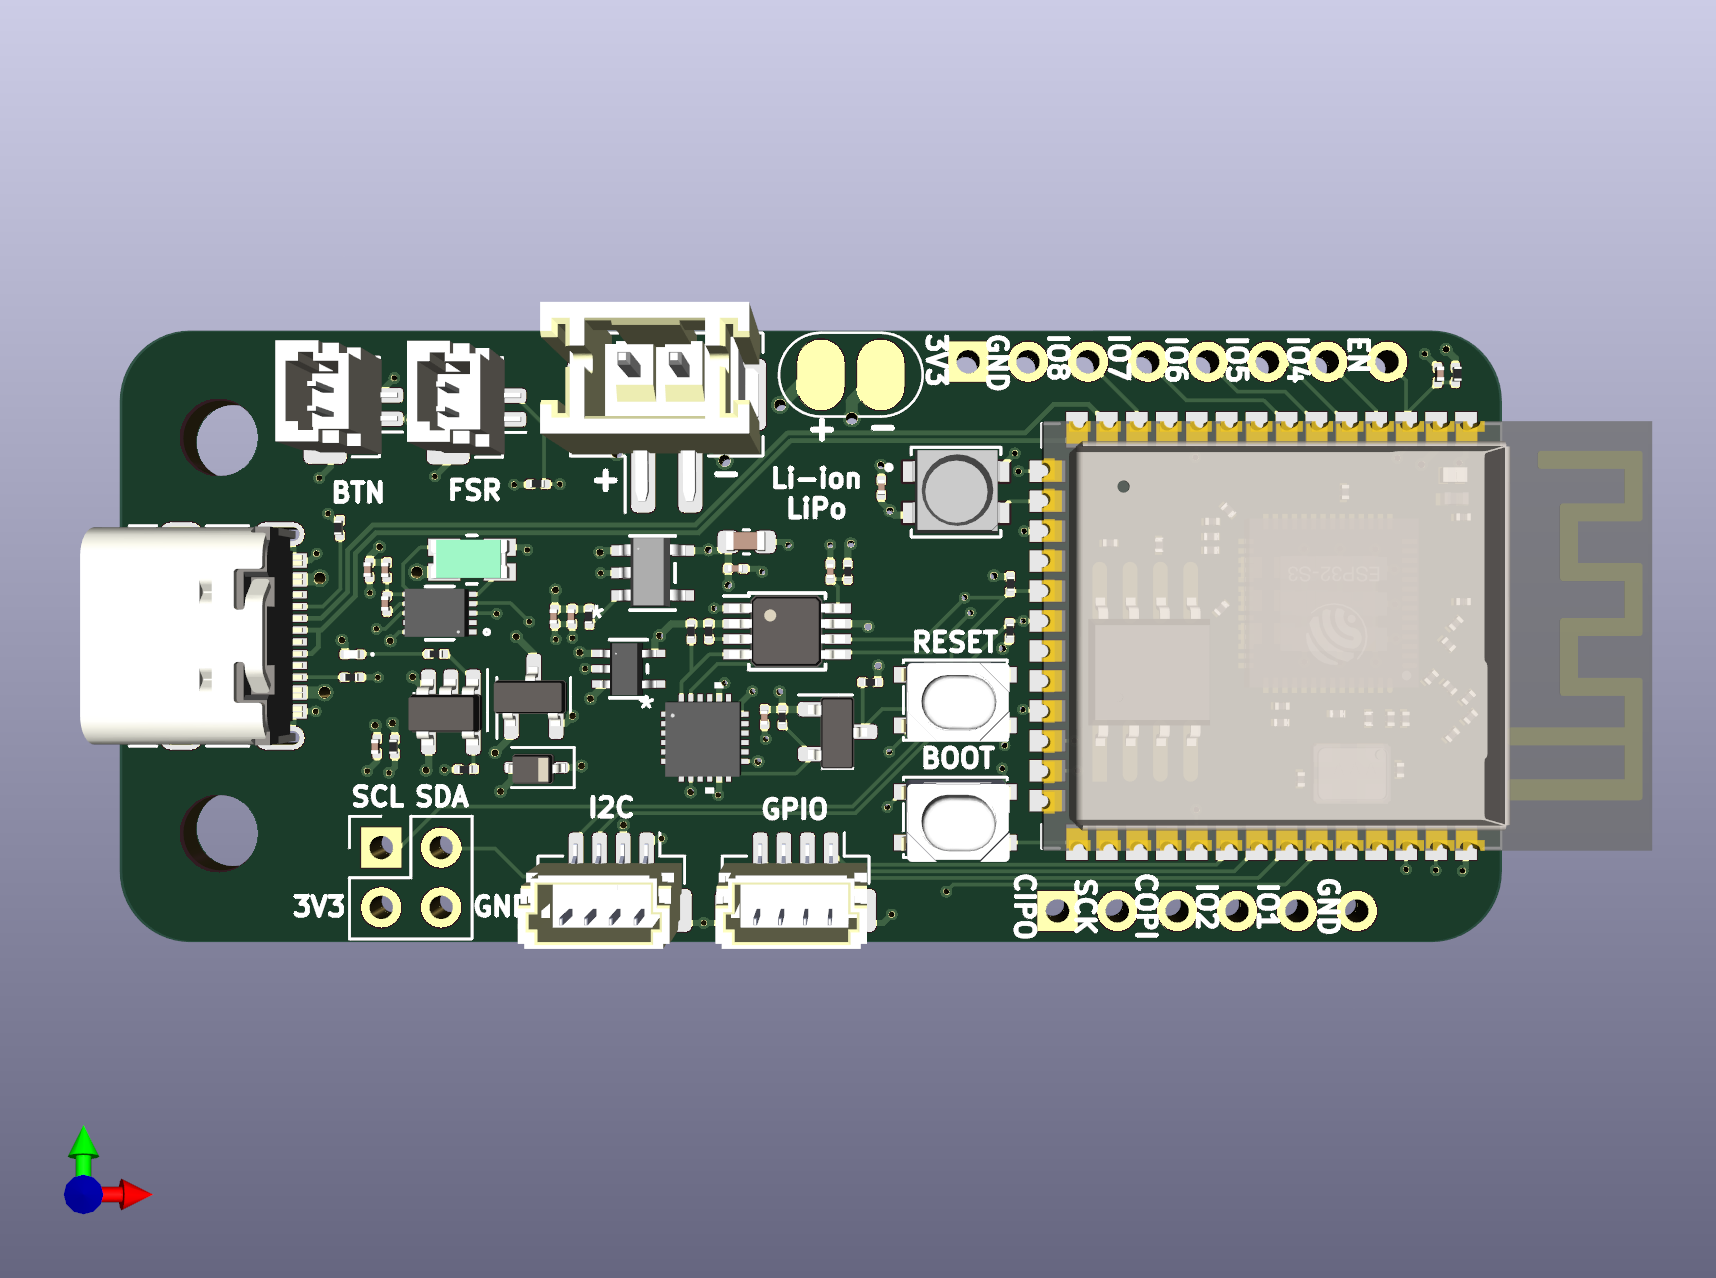 3V3
GND
IO8
IO7
IO6
IO5
IO4
EN
BTN
FSR
+
-
+
-
Li-ion
LiPo
ESP32-S3
*
RESET
*
BOOT
SCL SDA
I2C
GPIO
3V3
CIPO
SCK
COPI
IO2
IO1
GND